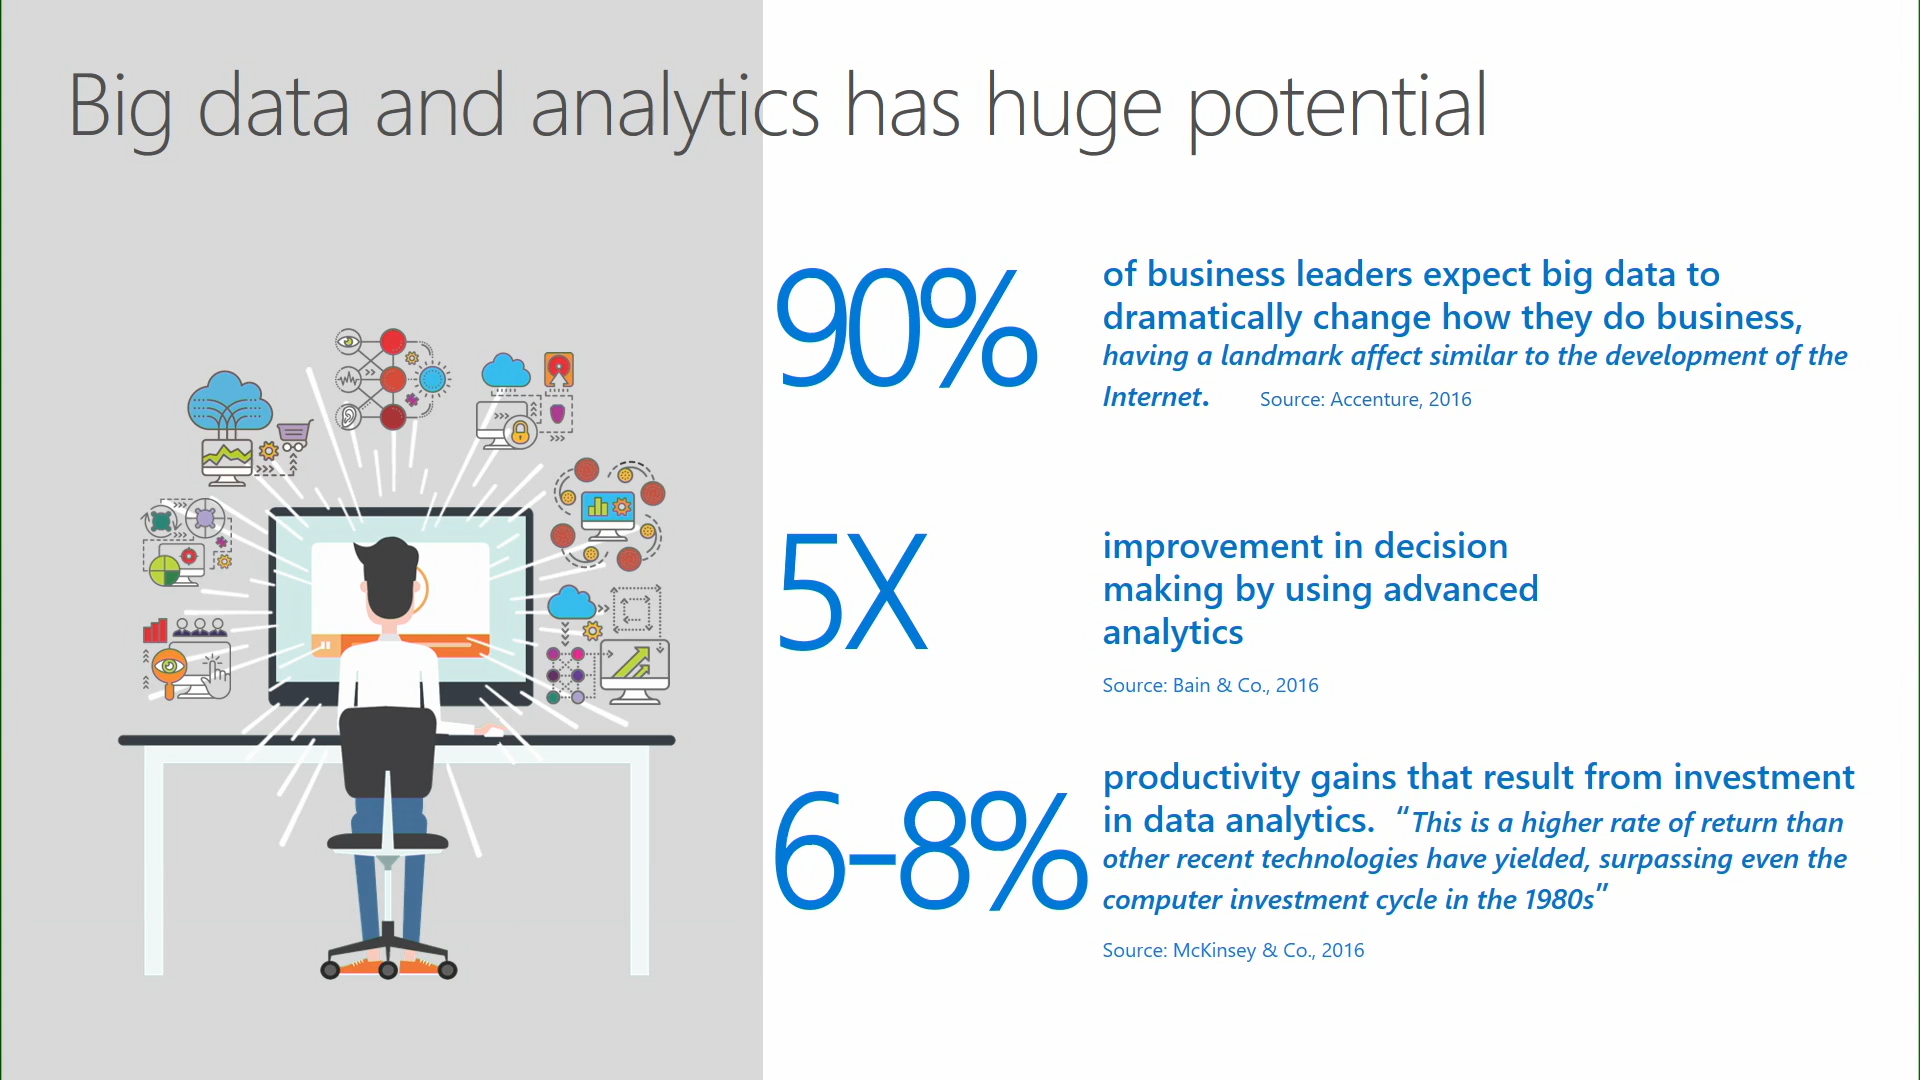 Big data and analytics has huge potential
90%
of business leaders expect big data to
dramatically change how they do business,
having a landmark affect similar to the development of the
Internet. Source: Accenture, 2016
5X
improvement in decision
making by using advanced
analytics
Source: Bain & Co., 2016
6-8%
productivity gains that result from investment
in data analytics. “This is a higher rate of return than
other recent technologies have yielded, surpassing even the
computer investment cycle in the 1980s”
Source: McKinsey & Co., 2016